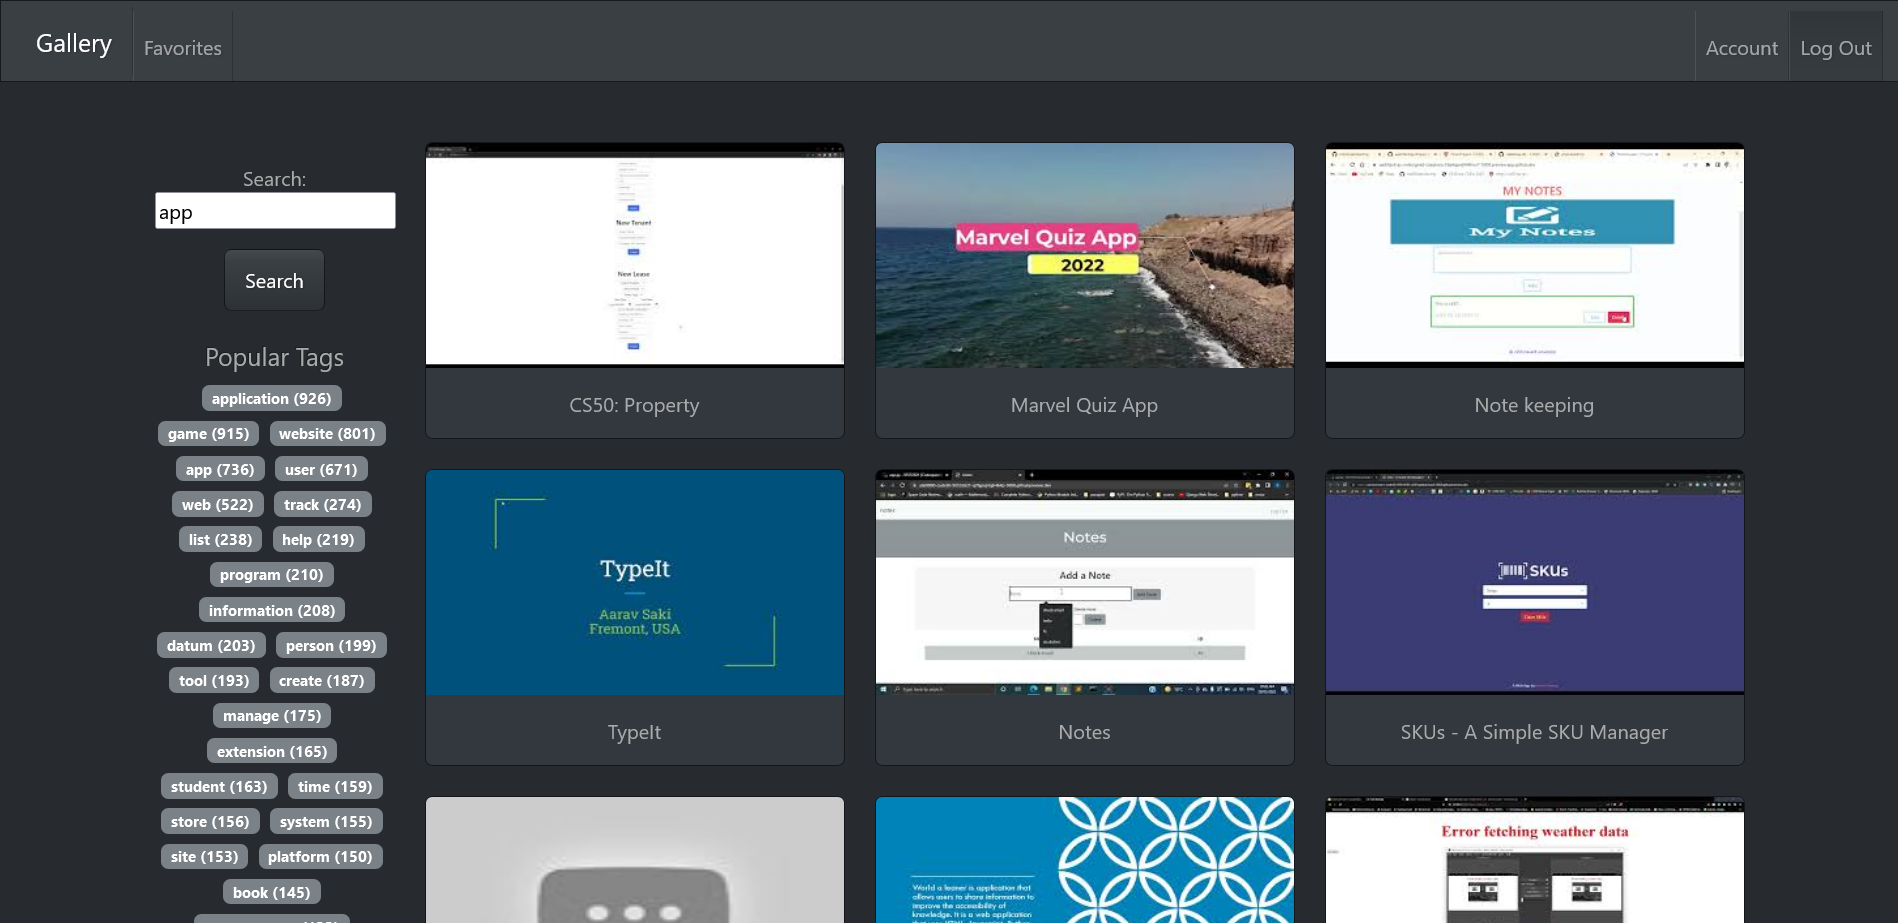 Gallery
Favorites
Account
Log Out
Search:
app
Search
Popular Tags
application (926)
game (915)
website (801)
app (736)
user (671)
web (522)
track (274)
list (238)
help (219)
program (210)
information (208)
datum (203)
person (199)
tool (193)
create (187)
manage (175)
extension (165)
student (163)
time (159)
store (156)
system (155)
site (153)
platform (150)
book (145)
New Tenant
New Lease
CS50: Property
Marvel Quiz App
2022
Marvel Quiz App
MY NOTES
My Notes
Note keeping
TypeIt
Aarav Saki
Fremont, USA
TypeIt
notes
Notes
Add a Note
Notes
SKUs
SKUs - A Simple SKU Manager
World a learner is application that
allows users to share information to
improve the accessibility of
knowledge. It is a web application
Error fetching weather data